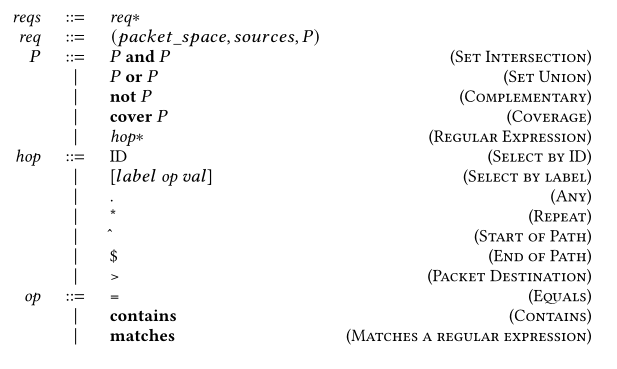 reqs ::= req*
req ::= (packet_space, sources, P)
P ::= P and P (Set Intersection)
| P or P (Set Union)
| not P (Complementary)
| cover P (Coverage)
| hop* (Regular Expression)
hop ::= ID (Select by ID)
| [label op val] (Select by label)
| . (Any)
| * (Repeat)
| ^ (Start of Path)
| $ (End of Path)
| > (Packet Destination)
op ::= = (Equals)
| contains (Contains)
| matches (Matches a regular expression)